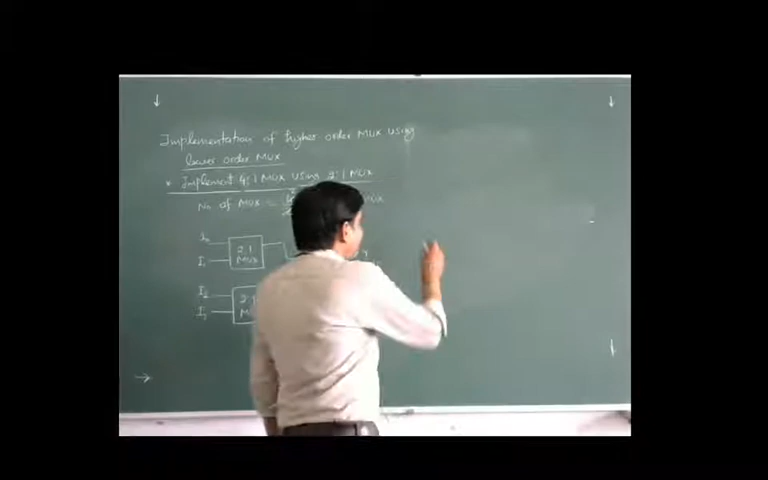 Implementation of higher order MUX using
lower order MUX
* Implement 4:1 MUX using 2:1 MUX
No. of MUX =
I₀
I₁
2:1
MUX
I₂
I₃